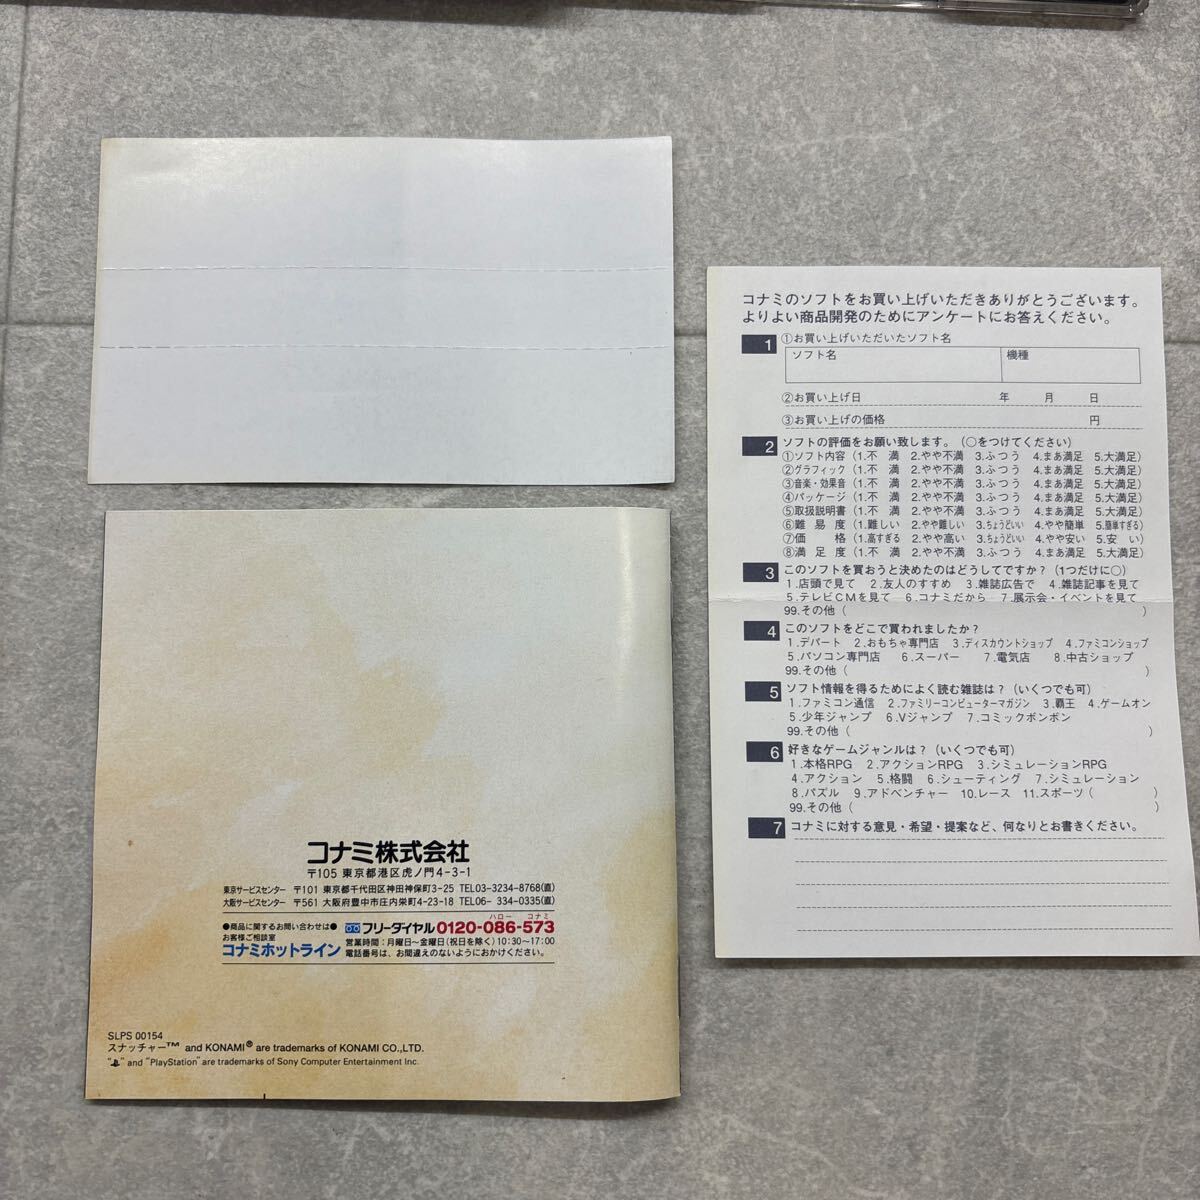 コナミ株式会社
〒105 東京都港区虎ノ門4-3-1
東京サービスセンター 〒101 東京都千代田区神田神保町3-25 TEL03-3234-8768(直)
大阪サービスセンター 〒561 大阪府豊中市庄内栄町4-23-18 TEL06- 334-0335(直)
●商品に関するお問い合わせは●
お客様ご相談室
コナミホットライン
ハロー コナミ
フリーダイヤル 0120-086-573
営業時間:月曜日~金曜日(祝日を除く)10:30~17:00
電話番号は、お間違えのないようにおかけください。
SLPS 00154
スナッチャー™ and KONAMI® are trademarks of KONAMI CO.,LTD.
" " and "PlayStation" are trademarks of Sony Computer Entertainment Inc.
コナミのソフトをお買い上げいただきありがとうございます。
よりよい商品開発のためにアンケートにお答えください。
1 ①お買い上げいただいたソフト名
ソフト名 機種
②お買い上げ日 年 月 日
③お買い上げの価格 円
2 ソフトの評価をお願い致します。(○をつけてください)
①ソフト内容(1.不 満 2.やや不満 3.ふつう 4.まあ満足 5.大満足)
②グラフィック(1.不 満 2.やや不満 3.ふつう 4.まあ満足 5.大満足)
③音楽・効果音(1.不 満 2.やや不満 3.ふつう 4.まあ満足 5.大満足)
④パッケージ(1.不 満 2.やや不満 3.ふつう 4.まあ満足 5.大満足)
⑤取扱説明書(1.不 満 2.やや不満 3.ふつう 4.まあ満足 5.大満足)
⑥難 易 度(1.難しい 2.やや難しい 3.ちょうどいい 4.やや簡単 5.簡単すぎる)
⑦価 格(1.高すぎる 2.やや高い 3.ちょうどいい 4.やや安い 5.安 い)
⑧満 足 度(1.不 満 2.やや不満 3.ふつう 4.まあ満足 5.大満足)
3 このソフトを買おうと決めたのはどうしてですか?(1つだけに○)
1.店頭で見て 2.友人のすすめ 3.雑誌広告で 4.雑誌記事を見て
5.テレビCMを見て 6.コナミだから 7.展示会・イベントを見て
99.その他( )
4 このソフトをどこで買われましたか?
1.デパート 2.おもちゃ専門店 3.ディスカウントショップ 4.ファミコンショップ
5.パソコン専門店 6.スーパー 7.電気店 8.中古ショップ
99.その他( )
5 ソフト情報を得るためによく読む雑誌は?(いくつでも可)
1.ファミコン通信 2.ファミリーコンピューターマガジン 3.覇王 4.ゲームオン
5.少年ジャンプ 6.Vジャンプ 7.コミックボンボン
99.その他( )
6 好きなゲームジャンルは?(いくつでも可)
1.本格RPG 2.アクションRPG 3.シミュレーションRPG
4.アクション 5.格闘 6.シューティング 7.シミュレーション
8.パズル 9.アドベンチャー 10.レース 11.スポーツ( )
99.その他( )
7 コナミに対する意見・希望・提案など、何なりとお書きください。